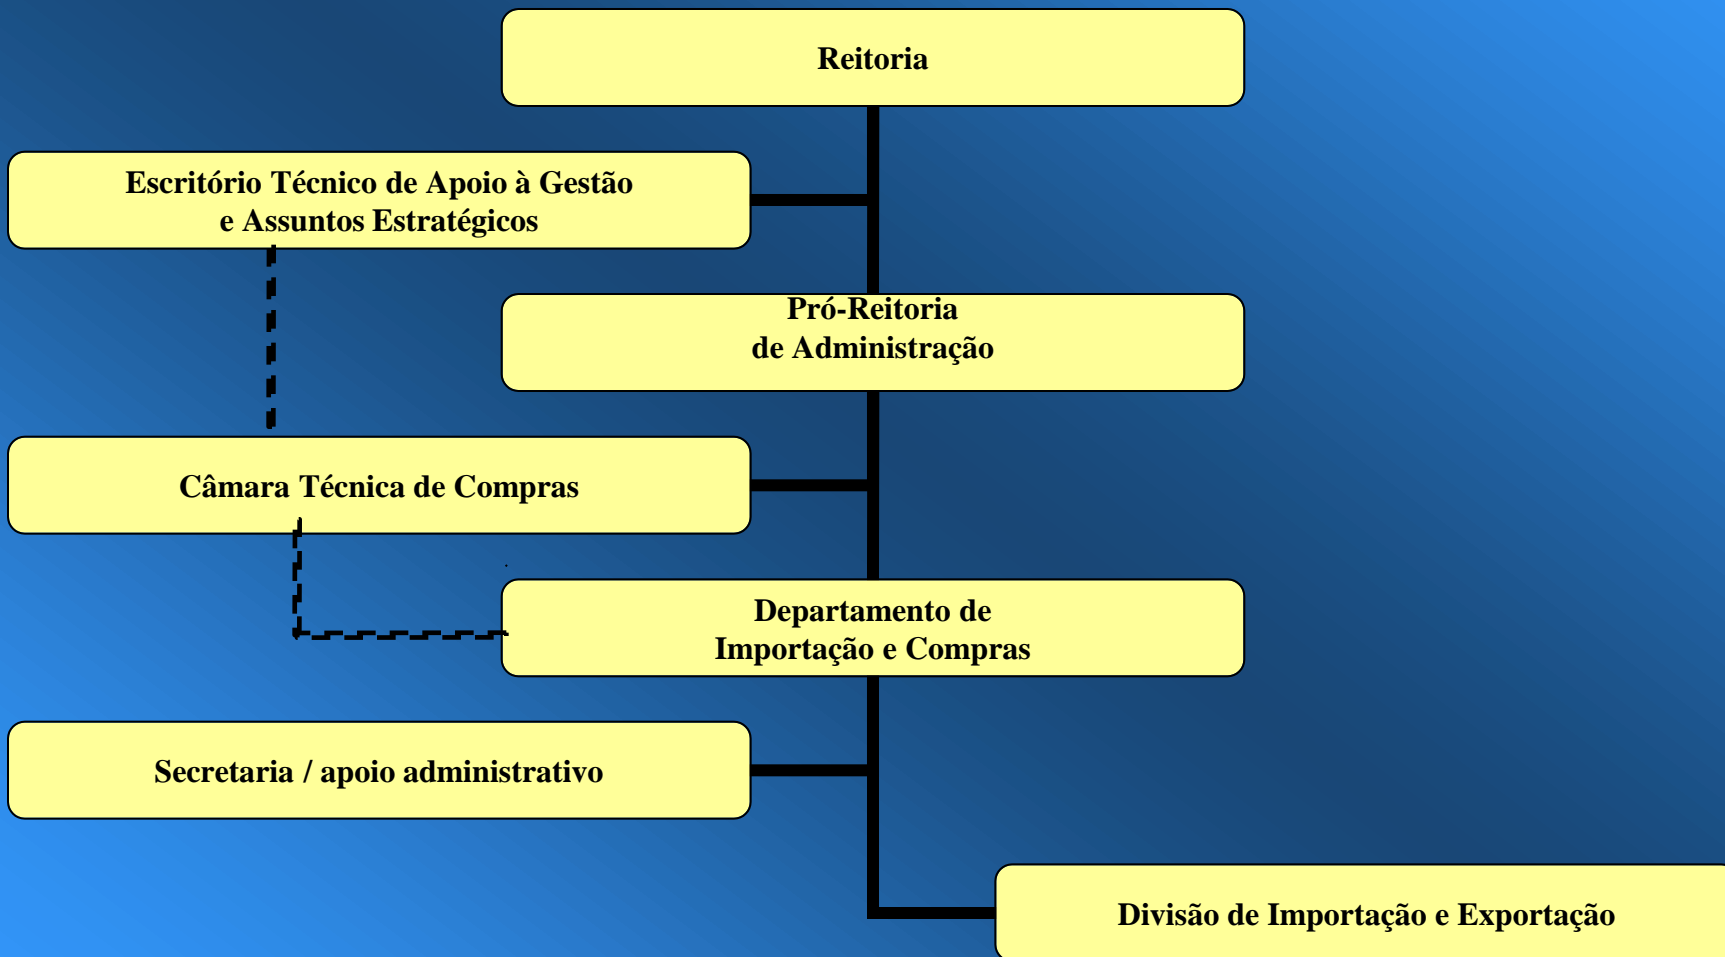 Reitoria
Escritório Técnico de Apoio à Gestão
e Assuntos Estratégicos
Pró-Reitoria
de Administração
Câmara Técnica de Compras
Departamento de
Importação e Compras
Secretaria / apoio administrativo
Divisão de Importação e Exportação